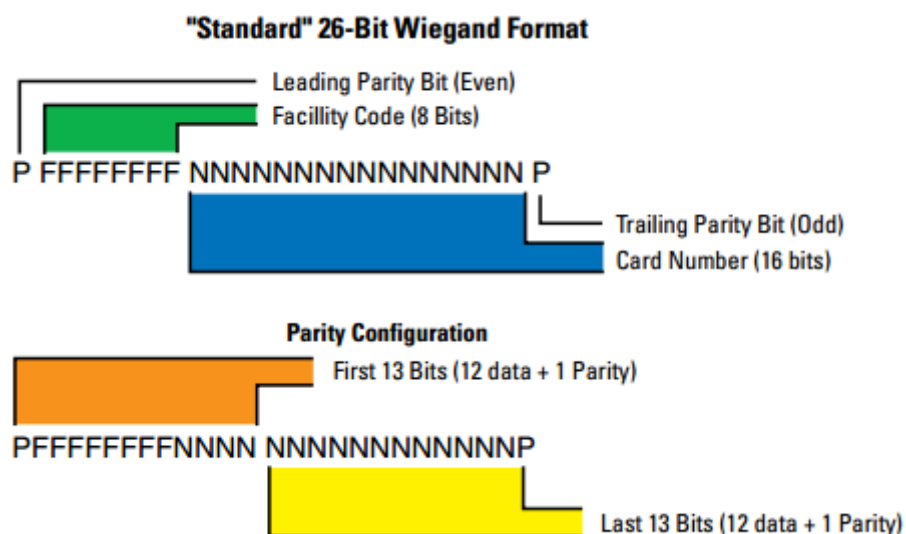 "Standard" 26-Bit Wiegand Format
Leading Parity Bit (Even)
Facillity Code (8 Bits)
P FFFFFFFF NNNNNNNNNNNNNNNN P
Trailing Parity Bit (Odd)
Card Number (16 bits)
Parity Configuration
First 13 Bits (12 data + 1 Parity)
PFFFFFFFFNNNN NNNNNNNNNNNNP
Last 13 Bits (12 data + 1 Parity)